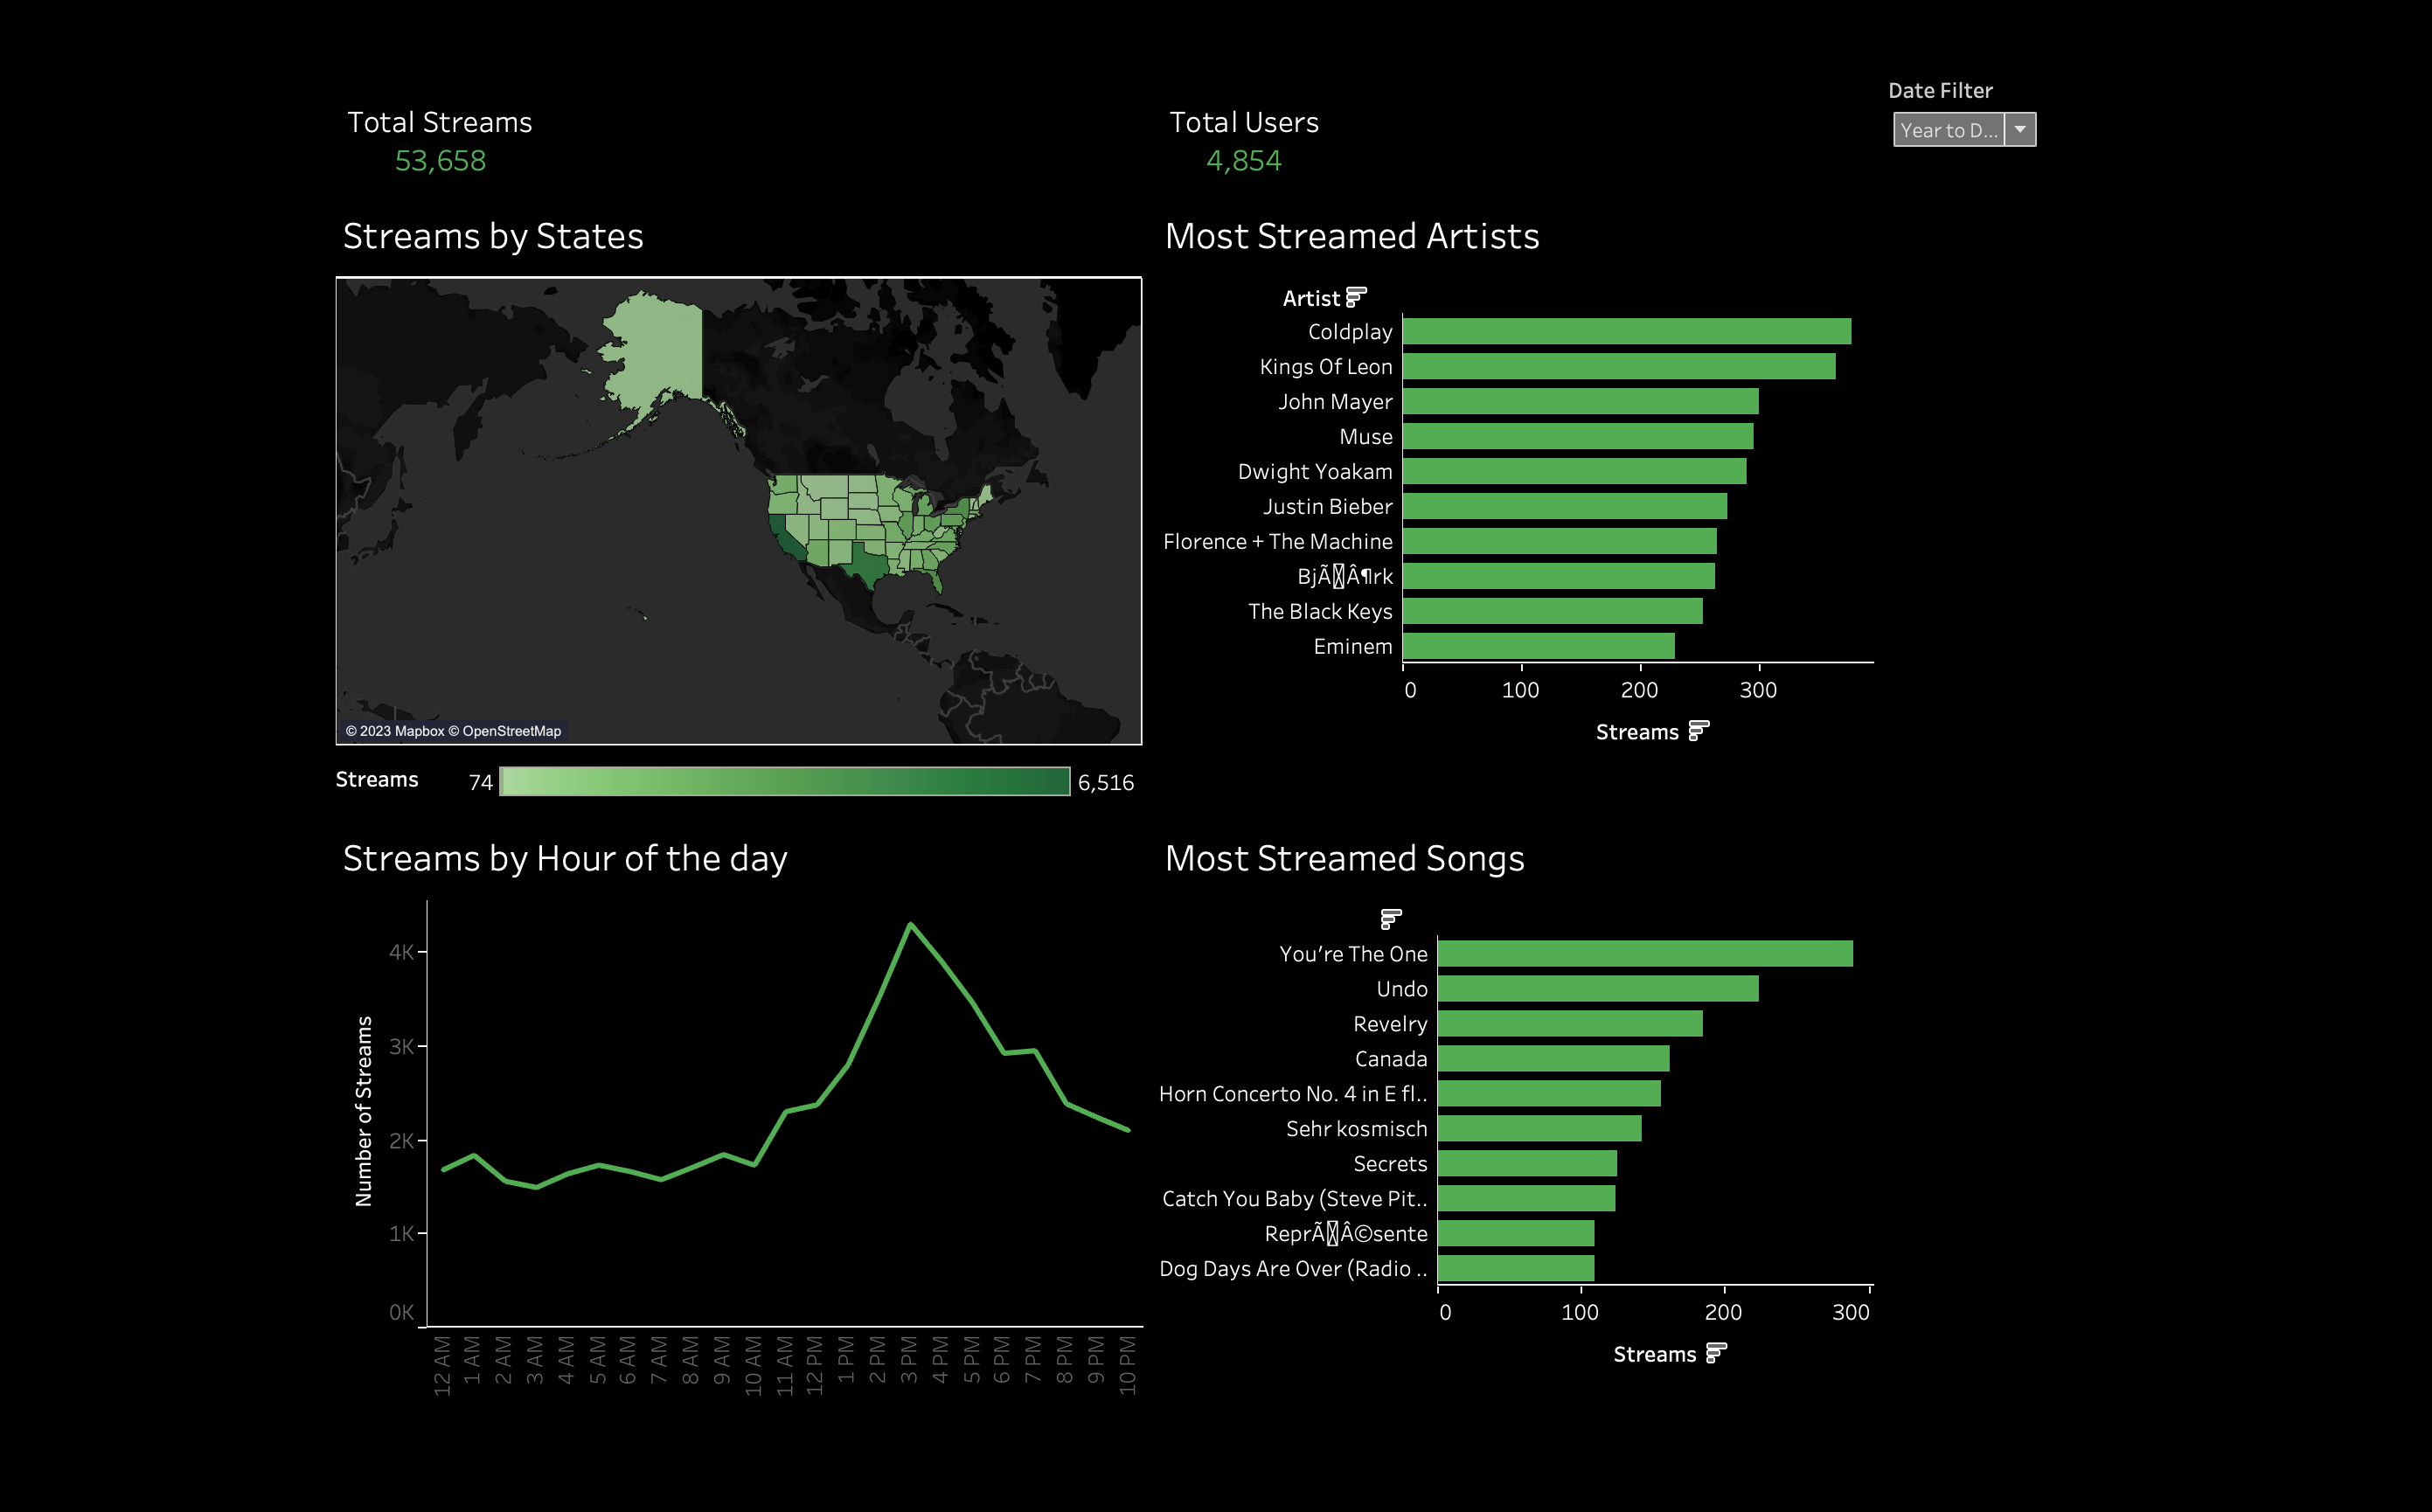 Date Filter
Year to D...
Total Streams
53,658
Total Users
4,854
Streams by States
© 2023 Mapbox © OpenStreetMap
Streams
74
6,516
Most Streamed Artists
Artist
Coldplay
Kings Of Leon
John Mayer
Muse
Dwight Yoakam
Justin Bieber
Florence + The Machine
BjÃ Â¶rk
The Black Keys
Eminem
0 100 200 300
Streams
Streams by Hour of the day
Number of Streams
4K
3K
2K
1K
0K
12 AM
1 AM
2 AM
3 AM
4 AM
5 AM
6 AM
7 AM
8 AM
9 AM
10 AM
11 AM
12 PM
1 PM
2 PM
3 PM
4 PM
5 PM
6 PM
7 PM
8 PM
9 PM
10 PM
Most Streamed Songs
You're The One
Undo
Revelry
Canada
Horn Concerto No. 4 in E fl..
Sehr kosmisch
Secrets
Catch You Baby (Steve Pit..
ReprÃ Â©sente
Dog Days Are Over (Radio ..
0 100 200 300
Streams